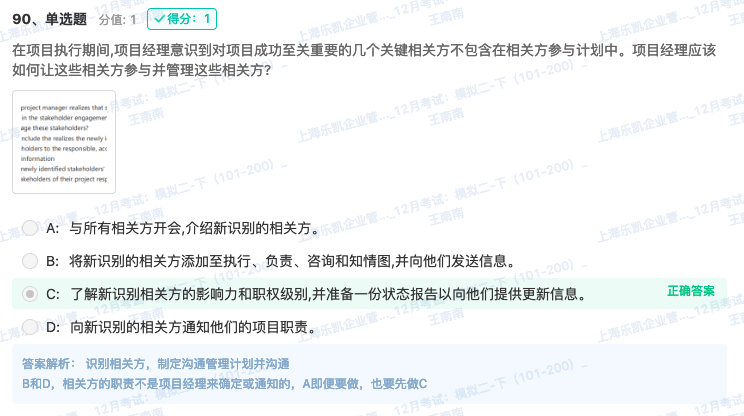 90、单选题 分值: 1 得分：1
在项目执行期间,项目经理意识到对项目成功至关重要的几个关键相关方不包含在相关方参与计划中。项目经理应该
如何让这些相关方参与并管理这些相关方?
project manager realizes that s
in the stakeholder engagemen
age these stakeholders?
nclude the realizes the newly i
holders to the responsible, acc
information
newly identified stakeholders'
akeholders of their project resp
A: 与所有相关方开会,介绍新识别的相关方。
B: 将新识别的相关方添加至执行、负责、咨询和知情图,并向他们发送信息。
C: 了解新识别相关方的影响力和职权级别,并准备一份状态报告以向他们提供更新信息。
正确答案
D: 向新识别的相关方通知他们的项目职责。
答案解析： 识别相关方，制定沟通管理计划并沟通
B和D，相关方的职责不是项目经理来确定或通知的，A即便要做，也要先做C
上海乐凯企业管..._12月考试：模拟二-下（101-200）_
王南南